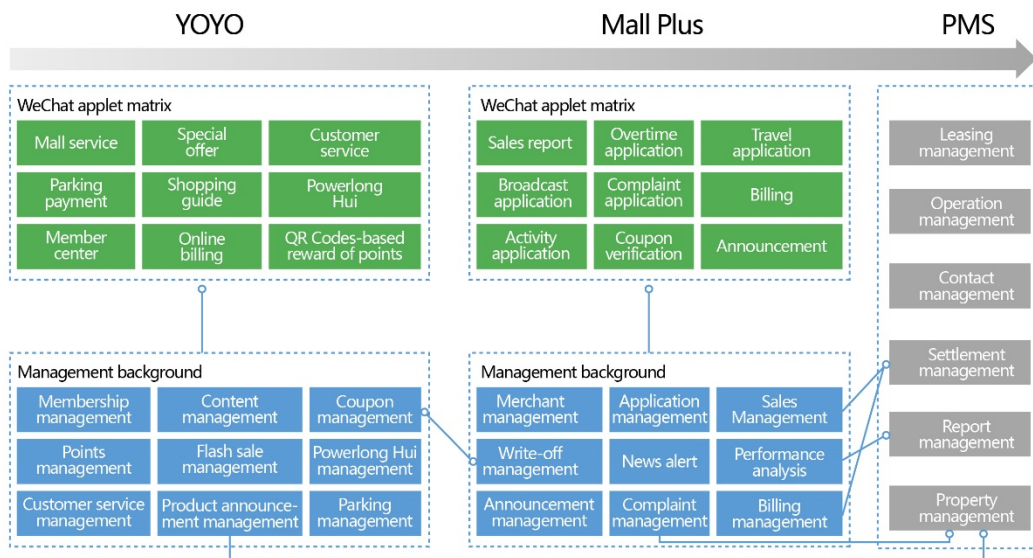 YOYO
Mall Plus
PMS
WeChat applet matrix
Mall service
Special
offer
Customer
service
Parking
payment
Shopping
guide
Powerlong
Hui
Member
center
Online
billing
QR Codes-based
reward of points
Management background
Membership
management
Content
management
Coupon
management
Points
management
Flash sale
management
Powerlong Hui
management
Customer service
management
Product announce-
ment management
Parking
management
WeChat applet matrix
Sales report
Overtime
application
Travel
application
Broadcast
application
Complaint
application
Billing
Activity
application
Coupon
verification
Announcement
Management background
Merchant
management
Application
management
Sales
Management
Write-off
management
News alert
Performance
analysis
Announcement
management
Complaint
management
Billing
management
Leasing
management
Operation
management
Contact
management
Settlement
management
Report
management
Property
management